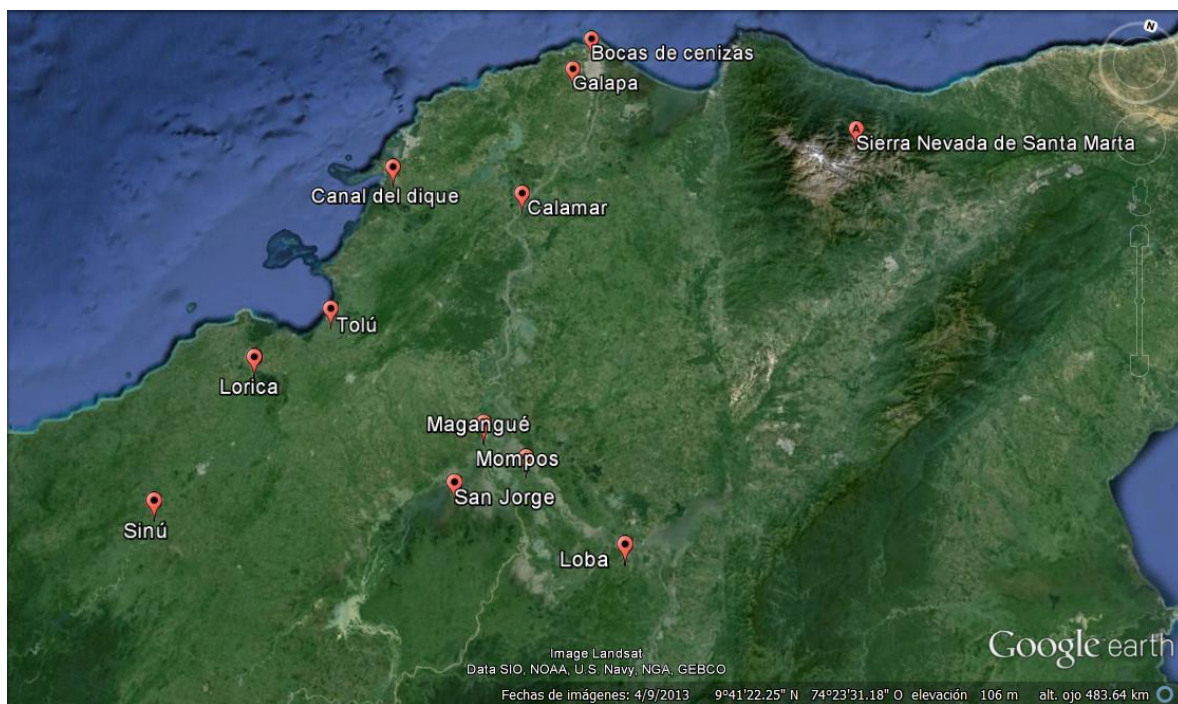 N
Bocas de cenizas
Galapa
A
Sierra Nevada de Santa Marta
Canal del dique
Calamar
Tolú
Lorica
Magangué
Mompos
San Jorge
Sinú
Loba
Google earth
Image Landsat
Data SIO, NOAA, U.S. Navy, NGA, GEBCO
Fechas de imágenes: 4/9/2013 9°41'22.25" N 74°23'31.18" O elevación 106 m alt. ojo 483.64 km